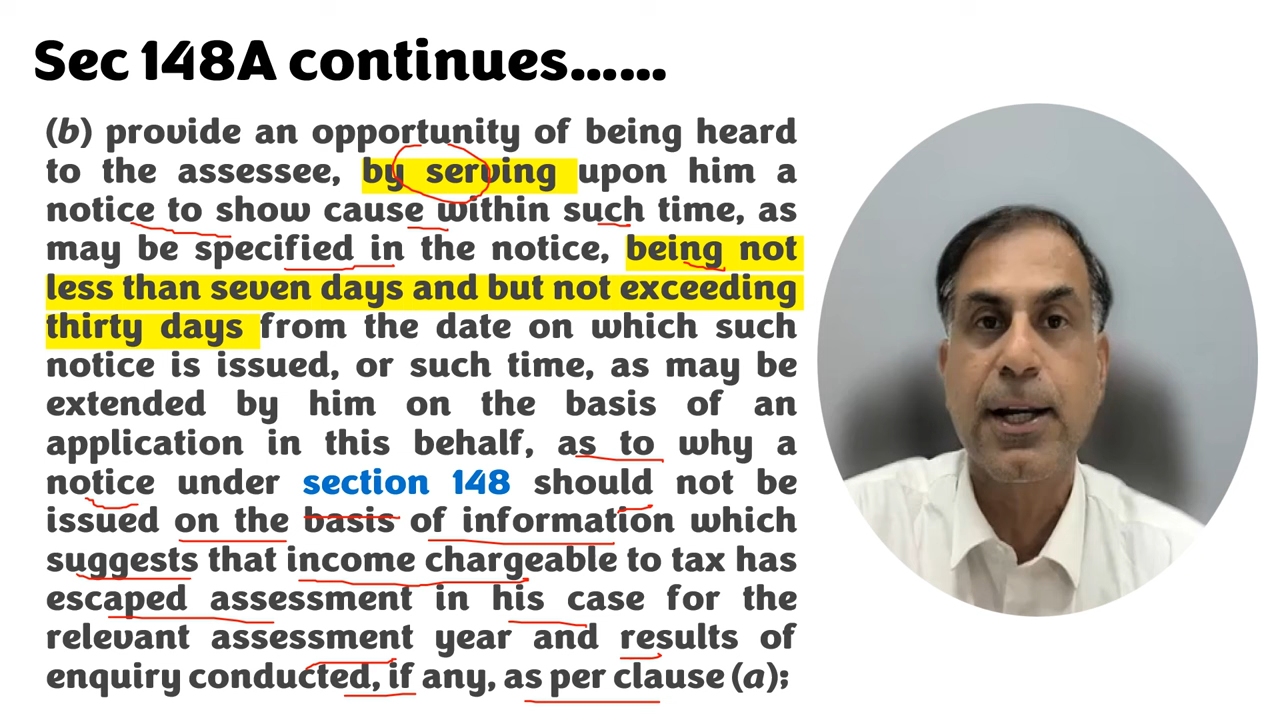 Sec 148A continues......
(b) provide an opportunity of being heard
to the assessee, by serving upon him a
notice to show cause within such time, as
may be specified in the notice, being not
less than seven days and but not exceeding
thirty days from the date on which such
notice is issued, or such time, as may be
extended by him on the basis of an
application in this behalf, as to why a
notice under section 148 should not be
issued on the basis of information which
suggests that income chargeable to tax has
escaped assessment in his case for the
relevant assessment year and results of
enquiry conducted, if any, as per clause (a);